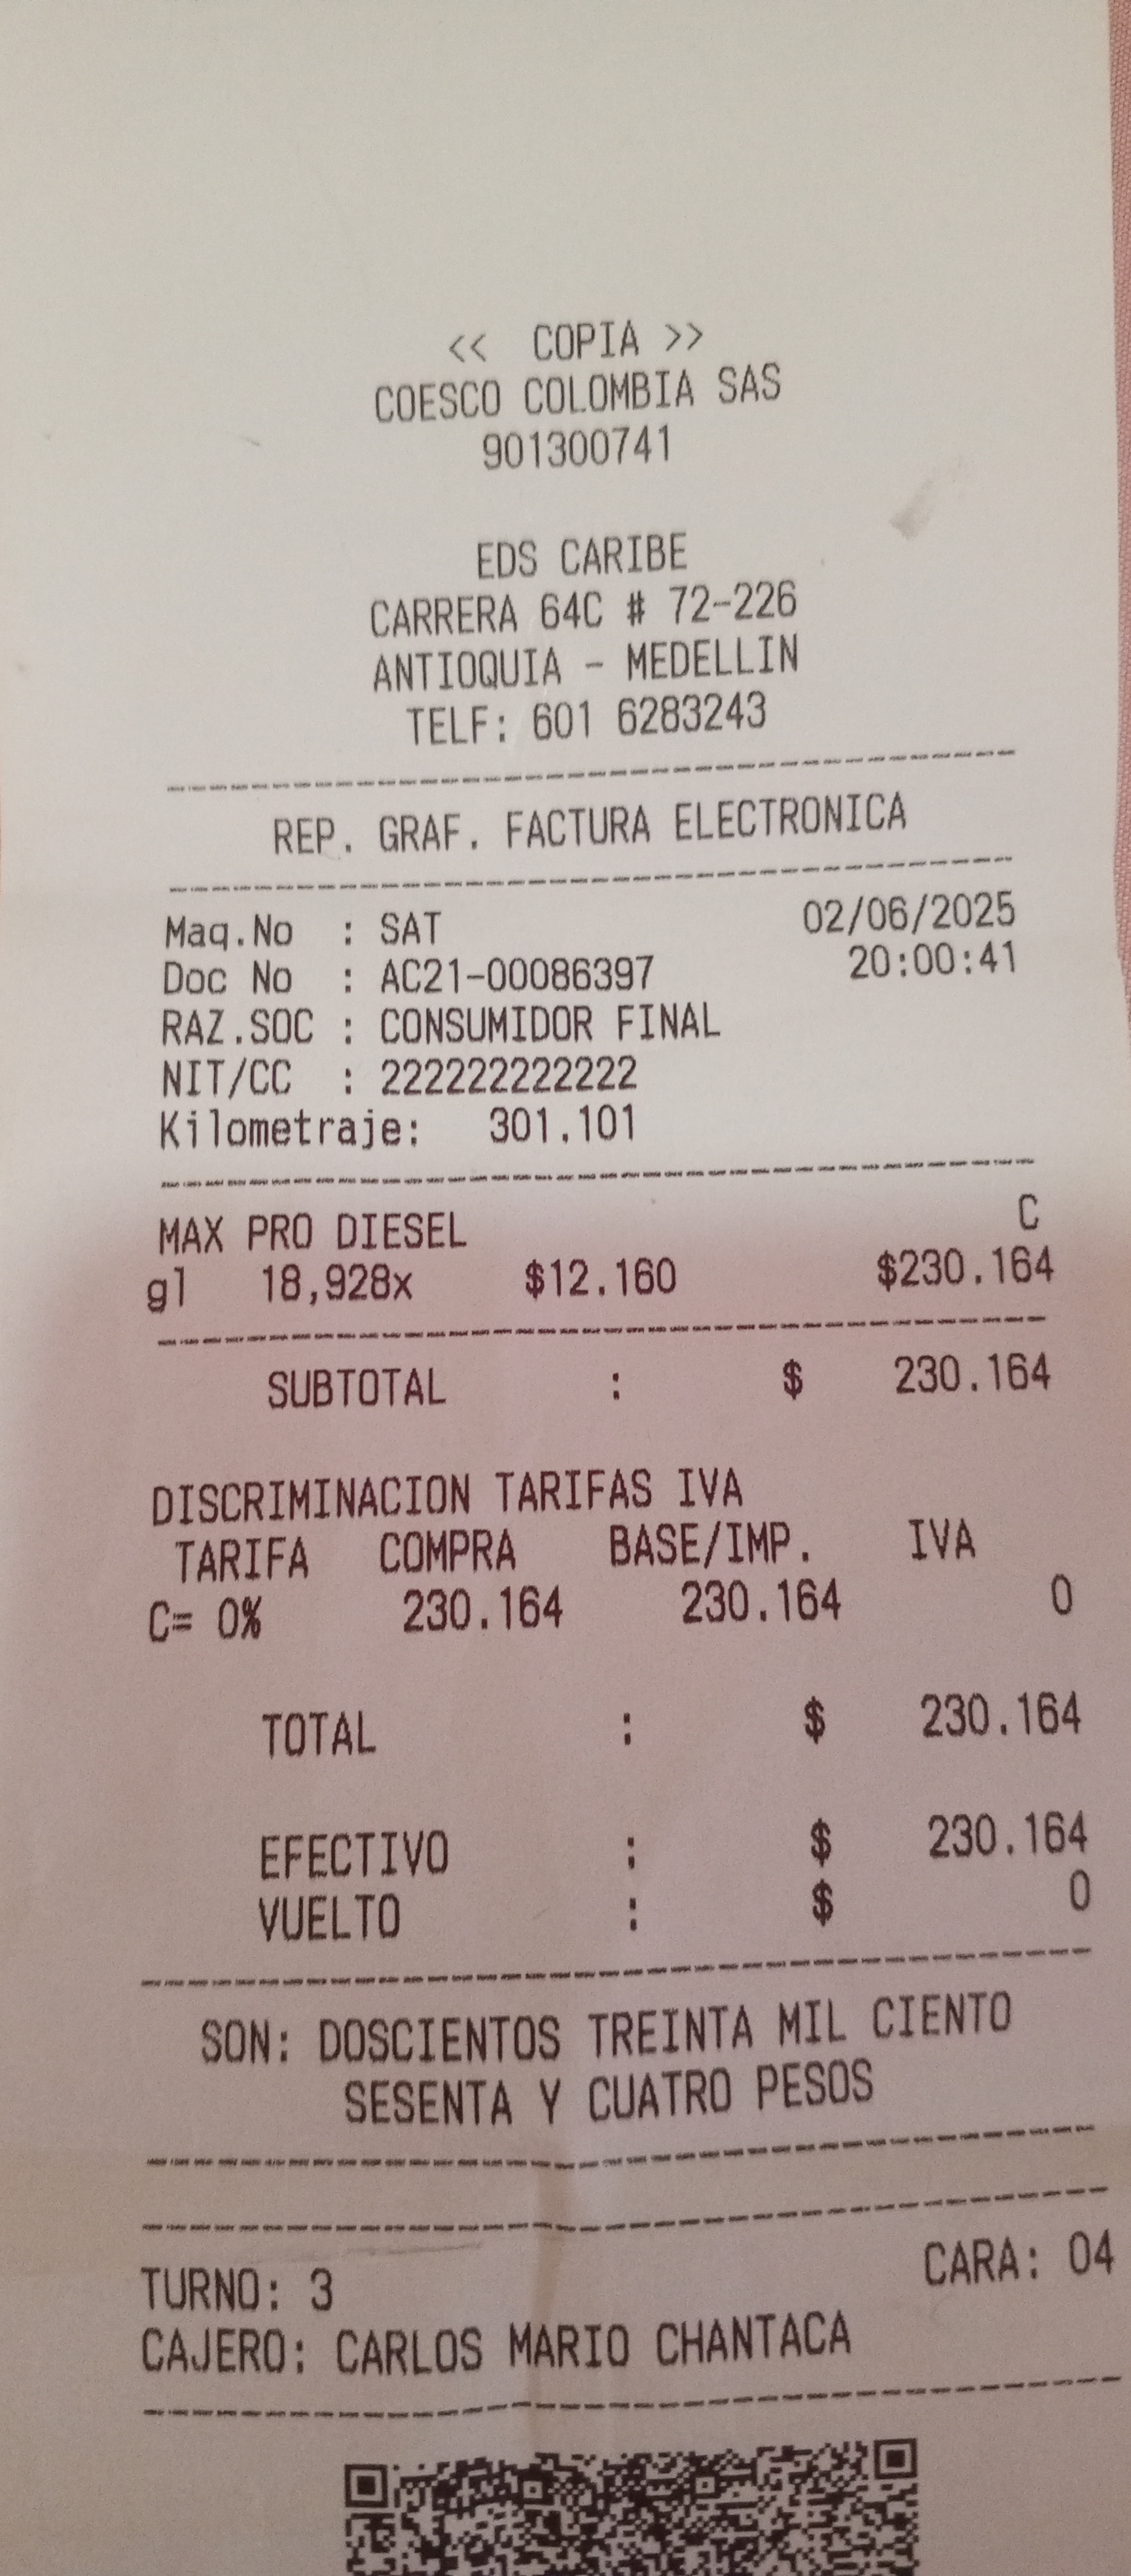 << COPIA >>
COESCO COLOMBIA SAS
901300741
EDS CARIBE
CARRERA 64C # 72-226
ANTIOQUIA - MEDELLIN
TELF: 601 6283243
REP. GRAF. FACTURA ELECTRONICA
Maq.No : SAT 02/06/2025
Doc No : AC21-00086397 20:00:41
RAZ.SOC : CONSUMIDOR FINAL
NIT/CC : 222222222222
Kilometraje: 301.101
MAX PRO DIESEL C
gl 18,928x $12.160 $230.164
SUBTOTAL : $ 230.164
DISCRIMINACION TARIFAS IVA
TARIFA COMPRA BASE/IMP. IVA
C= 0% 230.164 230.164 0
TOTAL : $ 230.164
EFECTIVO : $ 230.164
VUELTO : $ 0
SON: DOSCIENTOS TREINTA MIL CIENTO
SESENTA Y CUATRO PESOS
TURNO: 3 CARA: 04
CAJERO: CARLOS MARIO CHANTACA